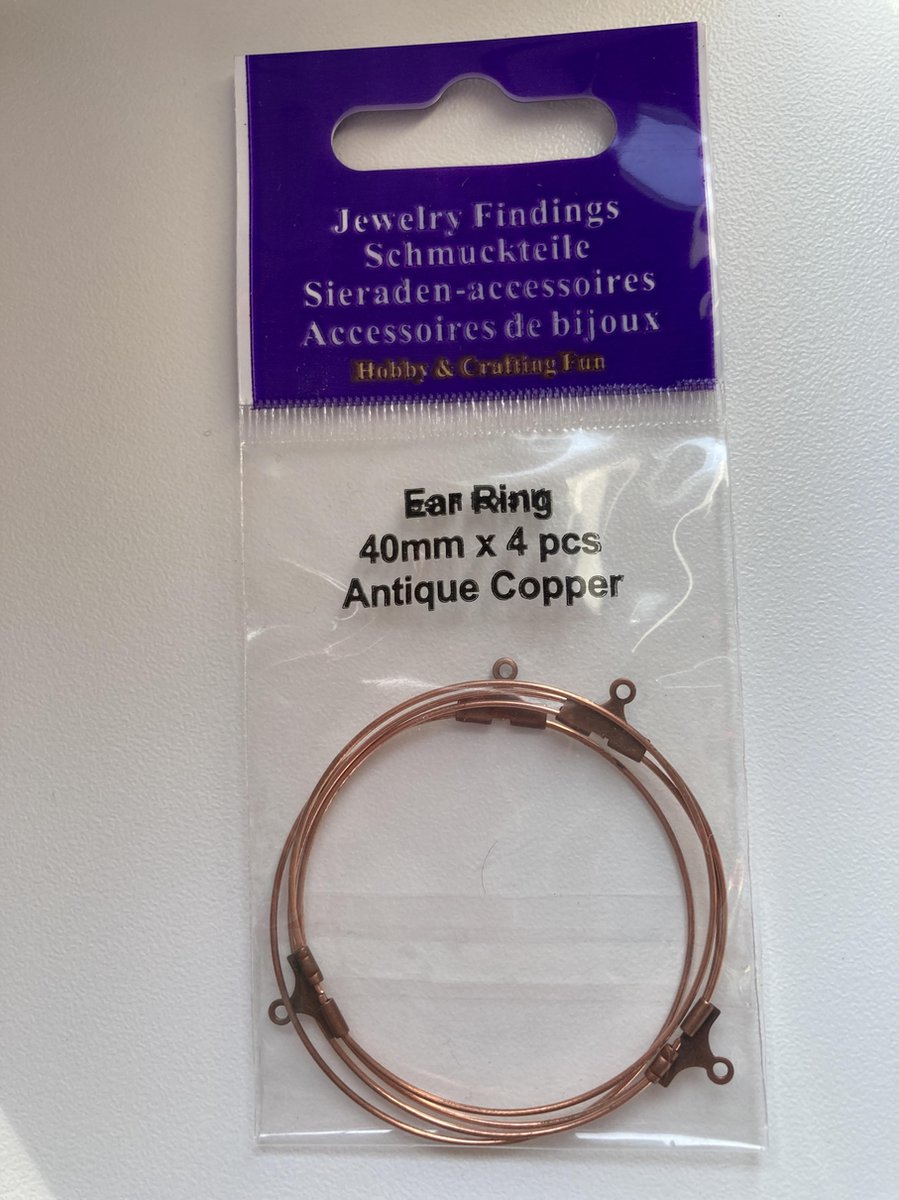 Jewelry Findings
Schmuckteile
Sieraden-accessoires
Accessoires de bijoux
Hobby & Crafting Fun
Ear Ring
40mm x 4 pcs
Antique Copper